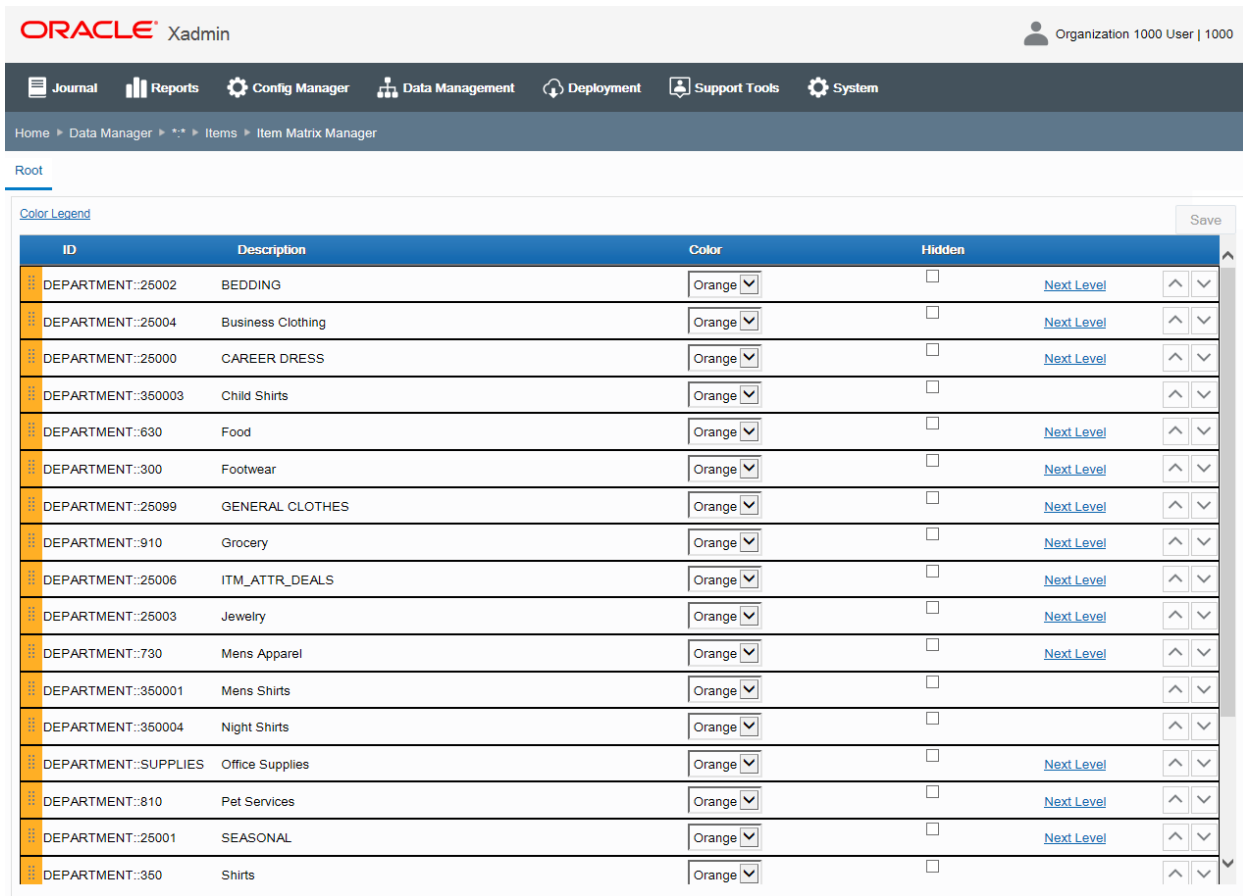 ORACLE Xadmin
Organization 1000 User | 1000
Journal Reports Config Manager Data Management Deployment Support Tools System
Home Data Manager *:* Items Item Matrix Manager
Root
Color Legend Save
ID Description Color Hidden
DEPARTMENT::25002 BEDDING Orange Next Level
DEPARTMENT::25004 Business Clothing Orange Next Level
DEPARTMENT::25000 CAREER DRESS Orange Next Level
DEPARTMENT::350003 Child Shirts Orange
DEPARTMENT::630 Food Orange Next Level
DEPARTMENT::300 Footwear Orange Next Level
DEPARTMENT::25099 GENERAL CLOTHES Orange Next Level
DEPARTMENT::910 Grocery Orange Next Level
DEPARTMENT::25006 ITM_ATTR_DEALS Orange Next Level
DEPARTMENT::25003 Jewelry Orange Next Level
DEPARTMENT::730 Mens Apparel Orange Next Level
DEPARTMENT::350001 Mens Shirts Orange
DEPARTMENT::350004 Night Shirts Orange
DEPARTMENT::SUPPLIES Office Supplies Orange Next Level
DEPARTMENT::810 Pet Services Orange Next Level
DEPARTMENT::25001 SEASONAL Orange Next Level
DEPARTMENT::350 Shirts Orange